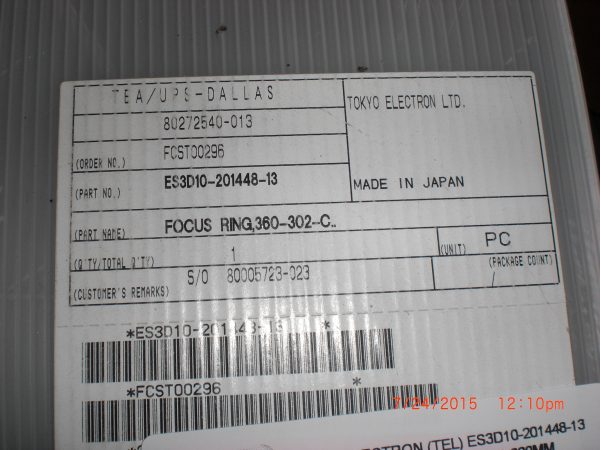 TEA/UPS-DALLAS
TOKYO ELECTRON LTD.
80272540-013
(ORDER NO.) FCST00296
(PART NO.) ES3D10-201448-13
MADE IN JAPAN
(PART NAME) FOCUS RING,360-302--C..
(Q'TY/TOTAL Q'TY) 1
(UNIT) PC
S/O 80005723-023
(PACKAGE COUNT)
(CUSTOMER'S REMARKS)
*ES3D10-201448-13 *
*FCST00296 *
7/24/2015 12:10pm
(TEL) ES3D10-201448-13